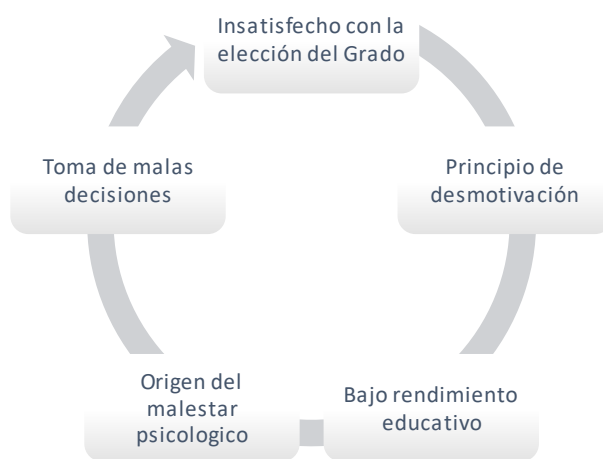 Insatisfecho con la
elección del Grado
Principio de
desmotivación
Bajo rendimiento
educativo
Origen del
malestar
psicologico
Toma de malas
decisiones